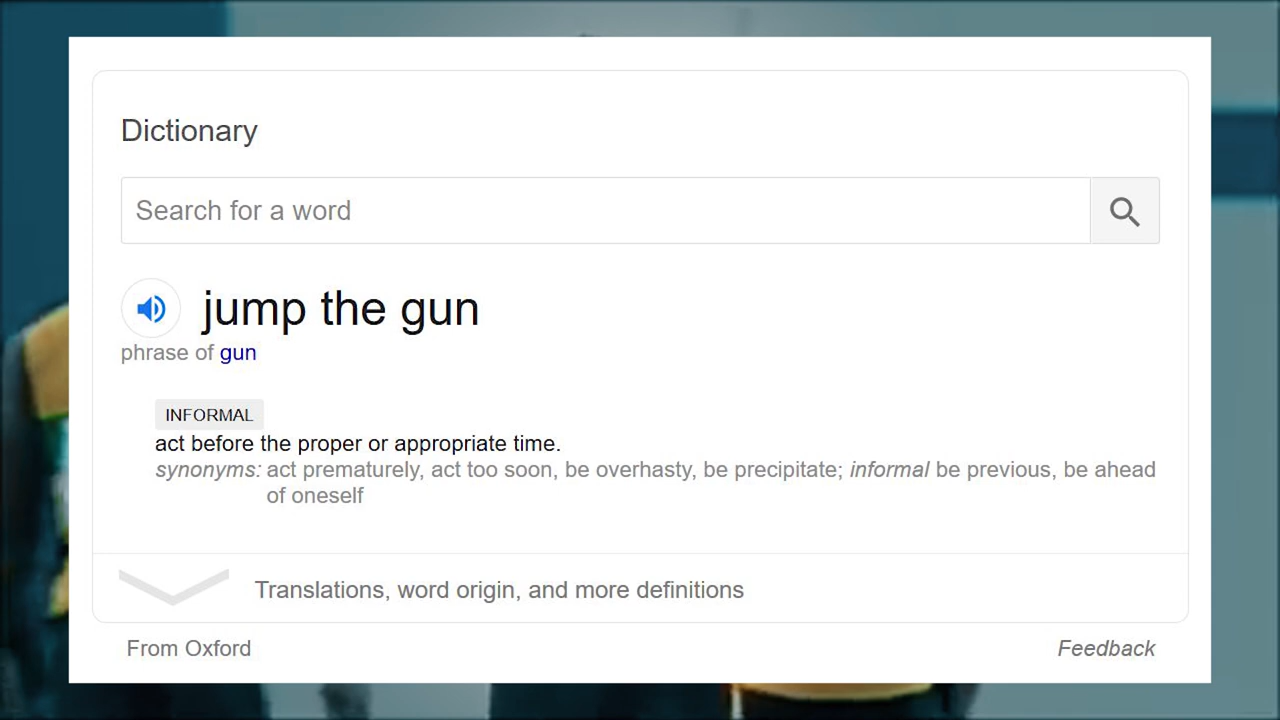 Dictionary
Search for a word
jump the gun
phrase of gun
INFORMAL
act before the proper or appropriate time.
synonyms: act prematurely, act too soon, be overhasty, be precipitate; informal be previous, be ahead
of oneself
Translations, word origin, and more definitions
From Oxford
Feedback